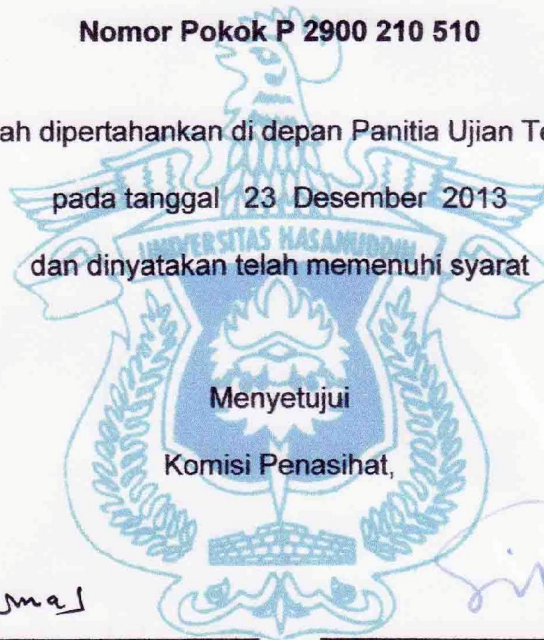 Nomor Pokok P 2900 210 510
ah dipertahankan di depan Panitia Ujian Te
pada tanggal 23 Desember 2013
UNIVERSITAS HASANUDDIN
dan dinyatakan telah memenuhi syarat
Menyetujui
Komisi Penasihat,